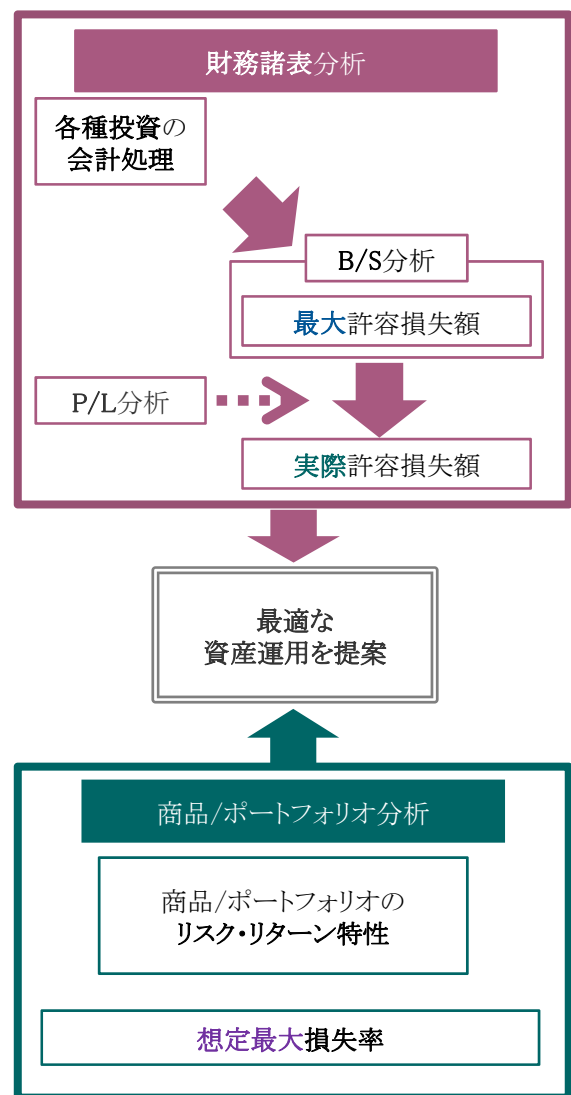 財務諸表分析
各種投資の
会計処理
B/S分析
最大許容損失額
P/L分析
実際許容損失額
最適な
資産運用を提案
商品/ポートフォリオ分析
商品/ポートフォリオの
リスク・リターン特性
想定最大損失率